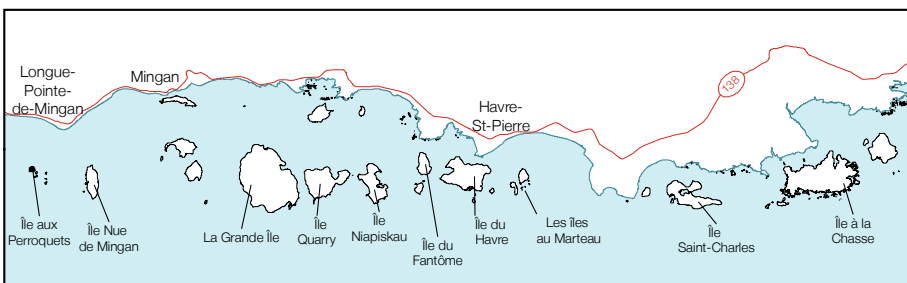 Longue-
Pointe-
de-Mingan
Mingan
Havre-
St-Pierre
138
Île aux
Perroquets
Île Nue
de Mingan
La Grande Île
Île
Quarry
Île
Niapiskau
Île du
Fantôme
Île du
Havre
Les îles
au Marteau
Île
Saint-Charles
Île à la
Chasse